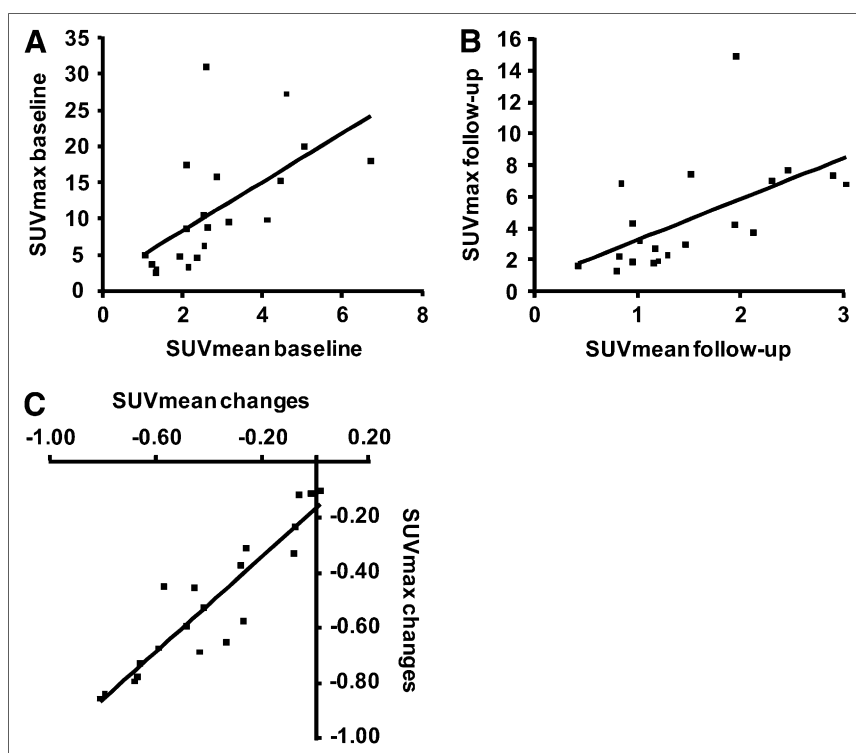 A
SUVmax baseline
35
30
25
20
15
10
5
0
0 2 4 6 8
SUVmean baseline
B
SUVmax follow-up
16
14
12
10
8
6
4
2
0
0 1 2 3
SUVmean follow-up
C
SUVmean changes
-1.00 -0.60 -0.20 0.20
-0.20
-0.40
-0.60
-0.80
-1.00
SUVmax changes